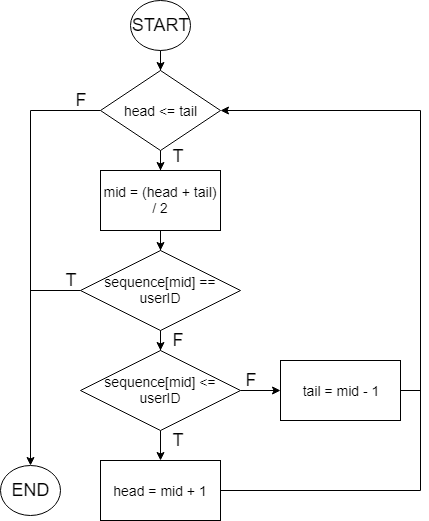 START
head <= tail
F
T
mid = (head + tail)
/ 2
sequence[mid] ==
userID
T
F
sequence[mid] <=
userID
F
T
tail = mid - 1
head = mid + 1
END